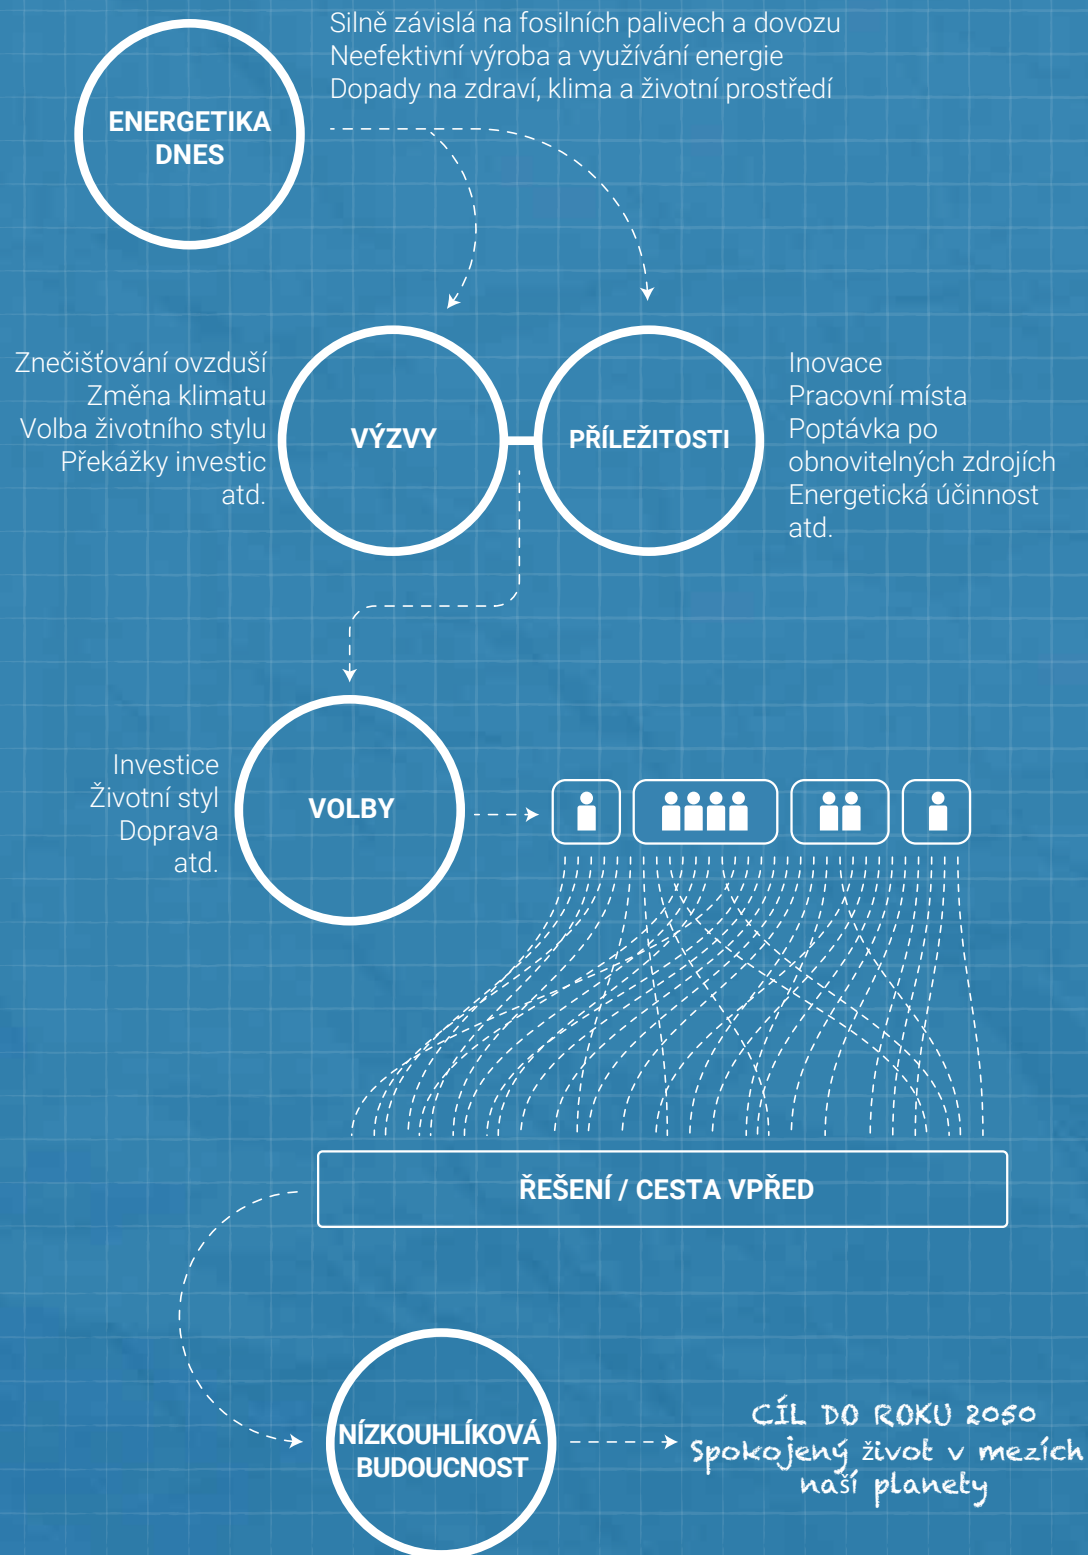 Silně závislá na fosilních palivech a dovozu
Neefektivní výroba a využívání energie
Dopady na zdraví, klima a životní prostředí
ENERGETIKA
DNES
Znečišťování ovzduší
Změna klimatu
Volba životního stylu
Překážky investic
atd.
VÝZVY
PŘÍLEŽITOSTI
Inovace
Pracovní místa
Poptávka po
obnovitelných zdrojích
Energetická účinnost
atd.
Investice
Životní styl
Doprava
atd.
VOLBY
ŘEŠENÍ / CESTA VPŘED
NÍZKOUHLÍKOVÁ
BUDOUCNOST
CÍL DO ROKU 2050
Spokojený život v mezích
naší planety